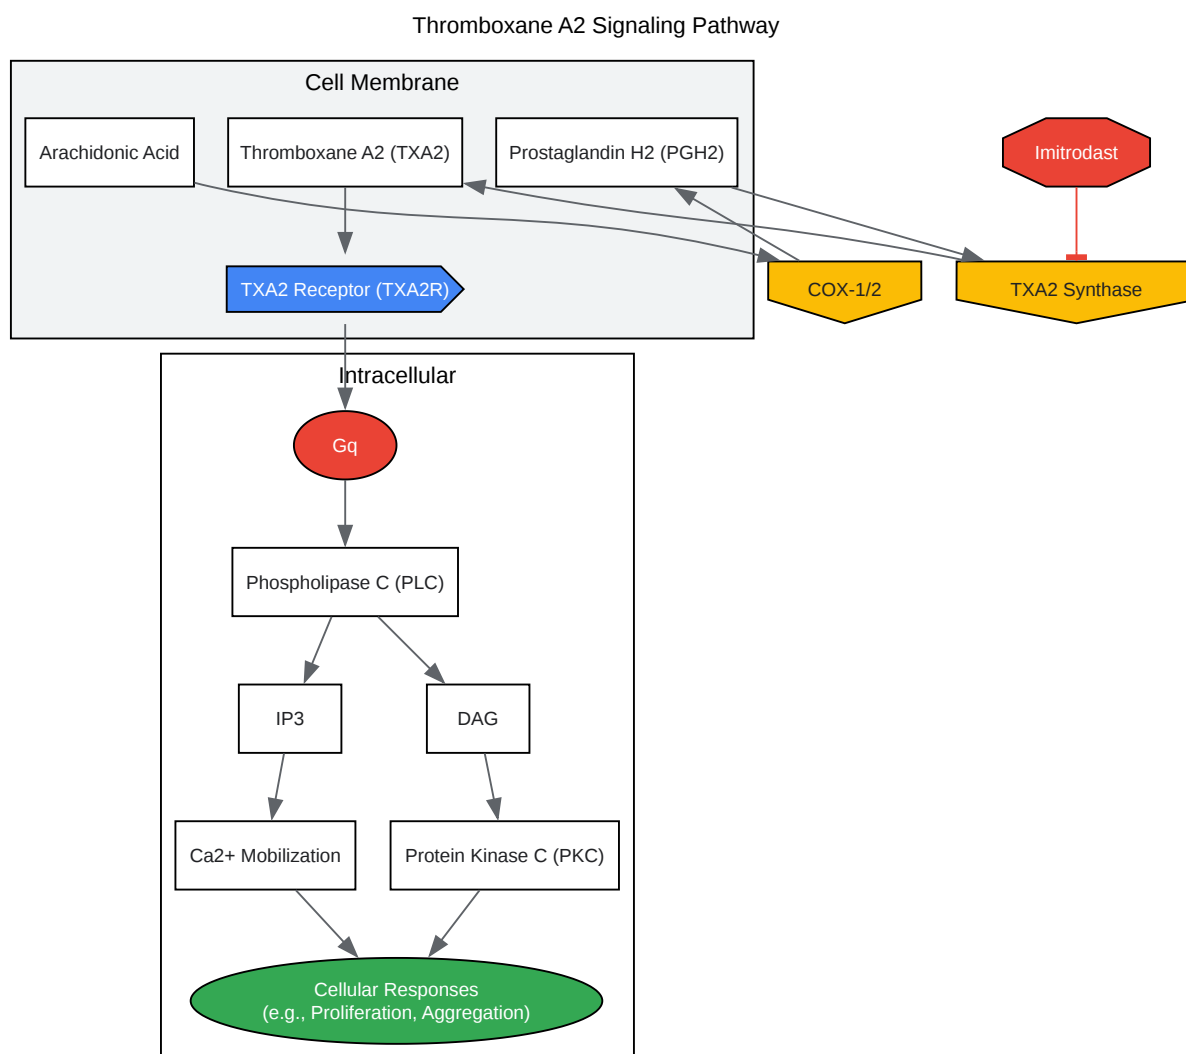 Thromboxane A2 Signaling Pathway
Cell Membrane
Arachidonic Acid
Thromboxane A2 (TXA2)
Prostaglandin H2 (PGH2)
Imitrodast
TXA2 Receptor (TXA2R)
COX-1/2
TXA2 Synthase
Intracellular
Gq
Phospholipase C (PLC)
IP3
DAG
Ca2+ Mobilization
Protein Kinase C (PKC)
Cellular Responses
(e.g., Proliferation, Aggregation)